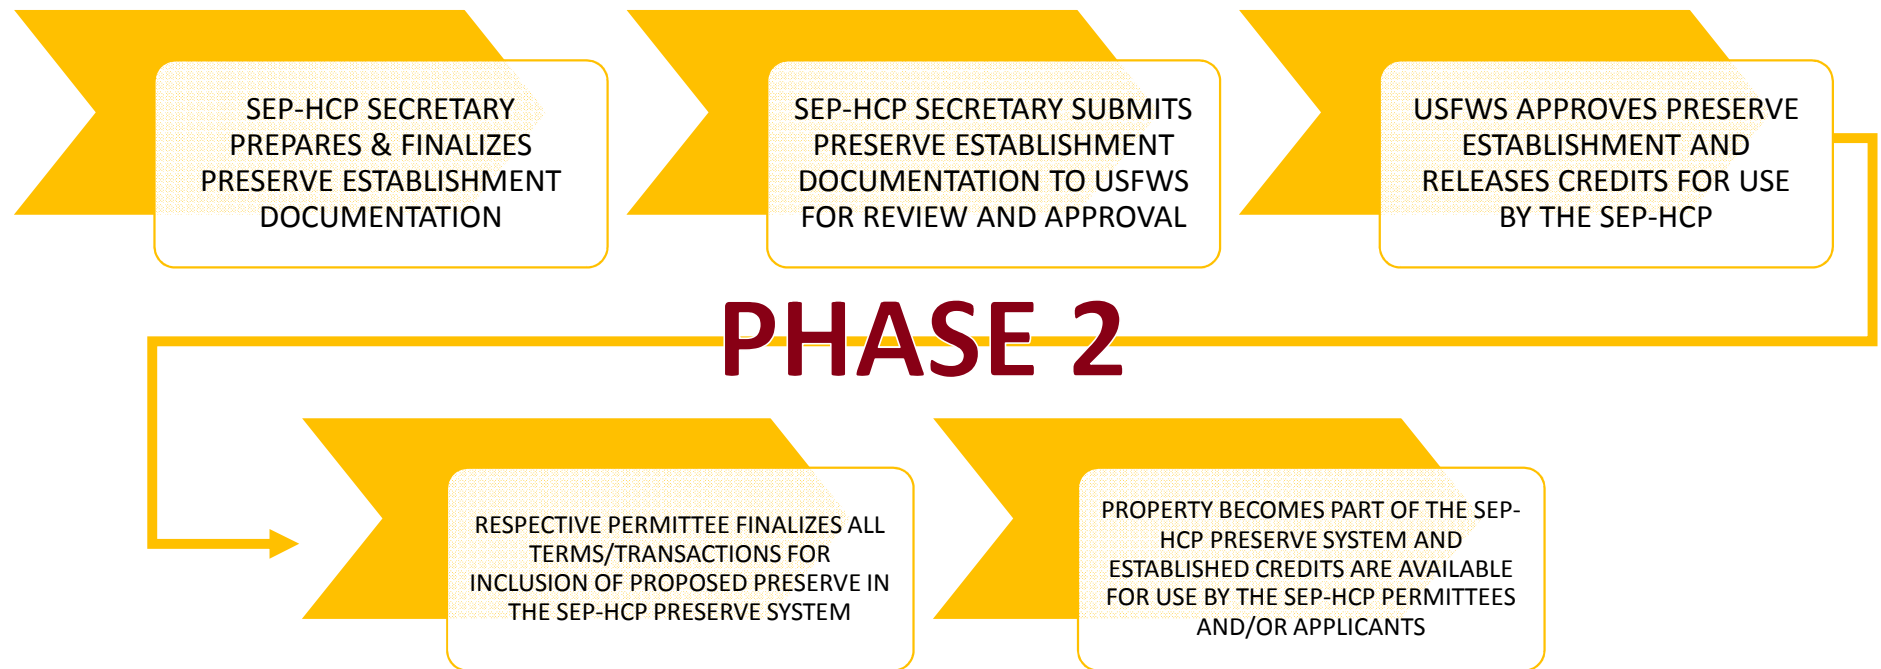 SEP-HCP SECRETARY
PREPARES & FINALIZES
PRESERVE ESTABLISHMENT
DOCUMENTATION
SEP-HCP SECRETARY SUBMITS
PRESERVE ESTABLISHMENT
DOCUMENTATION TO USFWS
FOR REVIEW AND APPROVAL
USFWS APPROVES PRESERVE
ESTABLISHMENT AND
RELEASES CREDITS FOR USE
BY THE SEP-HCP
PHASE 2
RESPECTIVE PERMITTEE FINALIZES ALL
TERMS/TRANSACTIONS FOR
INCLUSION OF PROPOSED PRESERVE IN
THE SEP-HCP PRESERVE SYSTEM
PROPERTY BECOMES PART OF THE SEP-
HCP PRESERVE SYSTEM AND
ESTABLISHED CREDITS ARE AVAILABLE
FOR USE BY THE SEP-HCP PERMITTEES
AND/OR APPLICANTS